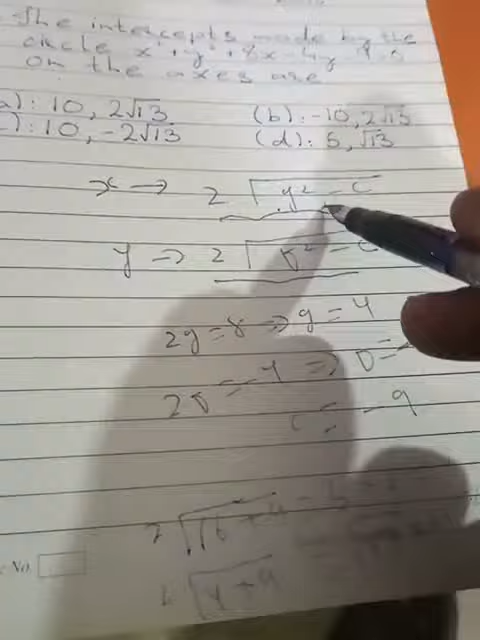 The intercepts made by the
circle x² + y² + 8x - 4y - 9 = 0
on the axes are
a): 10, 2√13 (b): -10, 2√13
c): 10, -2√13 (d): 5, √13
x → 2 √g² - c
y → 2 √f² - c
2g = 8 => g = 4
2f = -4 => f =
c = -9
2 √16 + 9
√4 + 9
No.